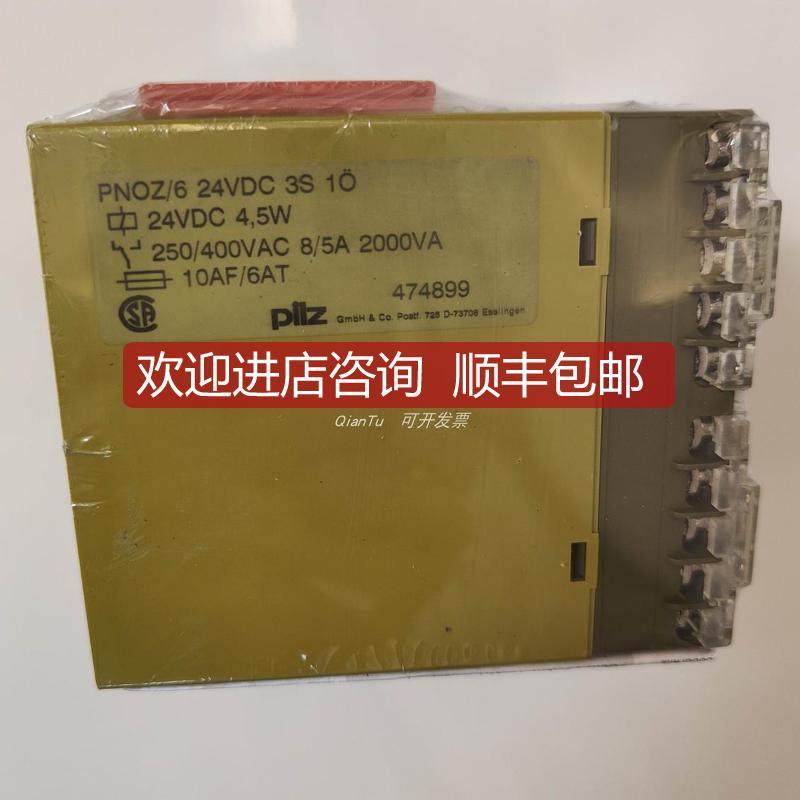 PNOZ/6 24VDC 3S 1Ö
24VDC 4,5W
250/400VAC 8/5A 2000VA
10AF/6AT
474899
CSA
pilz GmbH & Co. Postf. 725 D-73708 Esslingen
欢迎进店咨询 顺丰包邮
QianTu 可开发票